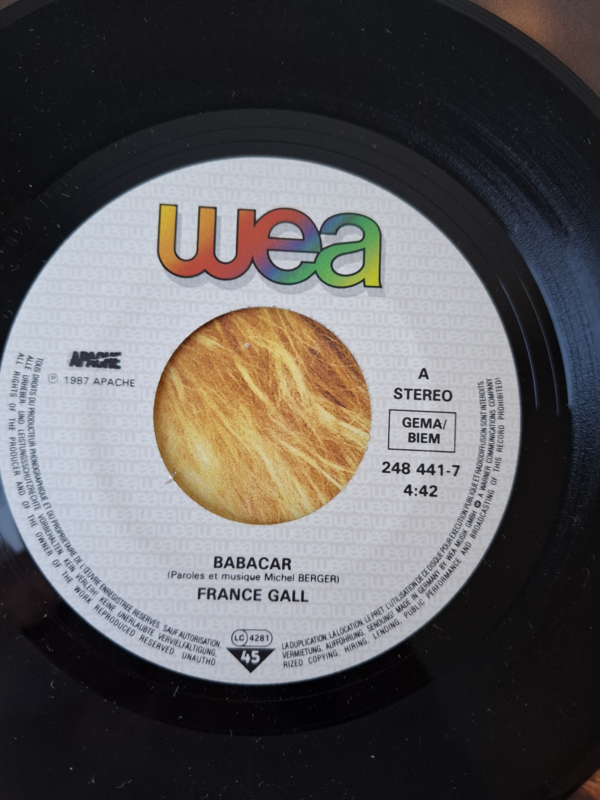 wea
APACHE
Ⓟ 1987 APACHE
A
STEREO
GEMA/
BIEM
248 441-7
4:42
BABACAR
(Paroles et musique Michel BERGER)
FRANCE GALL
LC 4281
45
TOUS DROITS DU PRODUCTEUR PHONOGRAPHIQUE ET DU PROPRIETAIRE DE L'ŒUVRE ENREGISTREE RESERVES. SAUF AUTORISATION,
LA DUPLICATION, LA LOCATION, LE PRET, L'UTILISATION DE CE DISQUE POUR EXECUTION PUBLIQUE ET RADIODIFFUSION SONT INTERDITS.
ALLE URHEBER- UND LEISTUNGSSCHUTZRECHTE VORBEHALTEN. KEIN VERLEIH! KEINE UNERLAUBTE VERVIELFÄLTIGUNG,
VERMIETUNG, AUFFÜHRUNG, SENDUNG! MADE IN GERMANY BY WEA MUSIK GMBH A WARNER COMMUNICATIONS COMPANY
ALL RIGHTS OF THE PRODUCER AND OF THE OWNER OF THE WORK REPRODUCED RESERVED. UNAUTHO
RIZED COPYING, HIRING, LENDING, PUBLIC PERFORMANCE AND BROADCASTING OF THIS RECORD PROHIBITED!